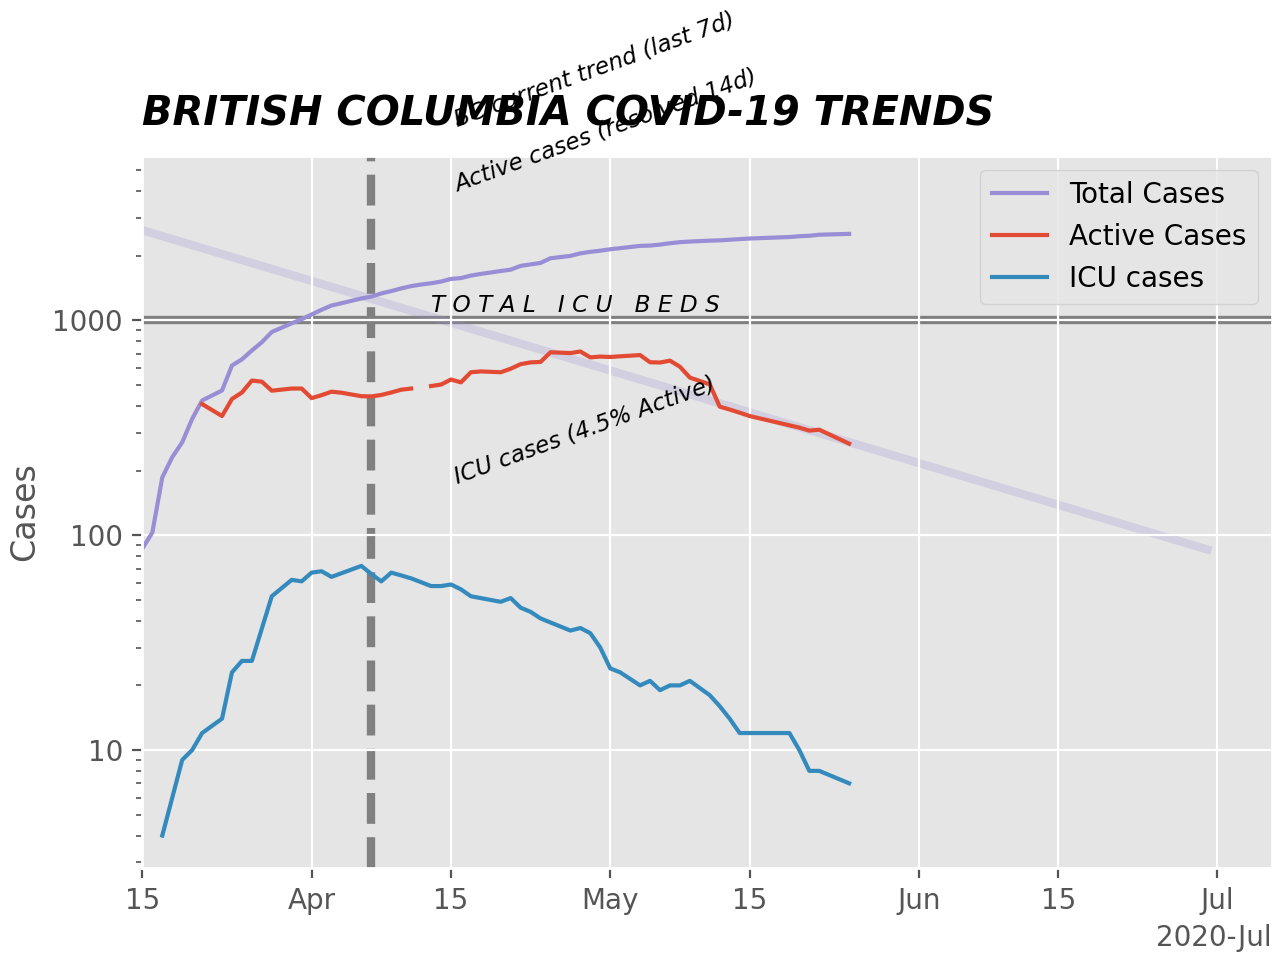 BC current trend (last 7d)
BRITISH COLUMBIA COVID-19 TRENDS
Active cases (resolved 14d)
Total Cases
Active Cases
ICU cases
TOTAL ICU BEDS
ICU cases (4.5% Active)
Cases
1000
100
10
15
Apr
15
May
15
Jun
15
Jul
2020-Jul